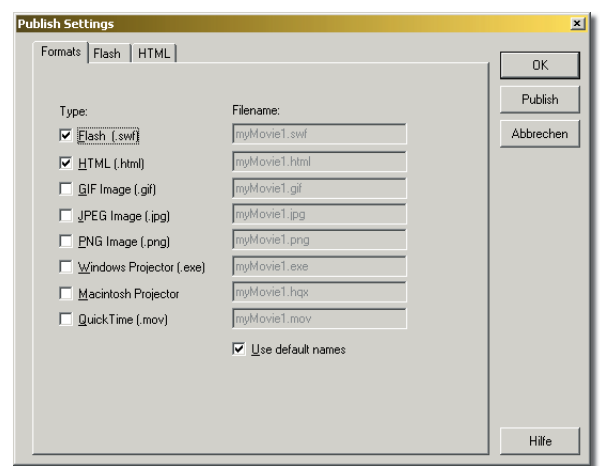 Publish Settings
Formats Flash HTML
OK
Publish
Abbrechen
Type: Filename:
Flash (.swf) myMovie1.swf
HTML (.html) myMovie1.html
GIF Image (.gif) myMovie1.gif
JPEG Image (.jpg) myMovie1.jpg
PNG Image (.png) myMovie1.png
Windows Projector (.exe) myMovie1.exe
Macintosh Projector myMovie1.hqx
QuickTime (.mov) myMovie1.mov
Use default names
Hilfe